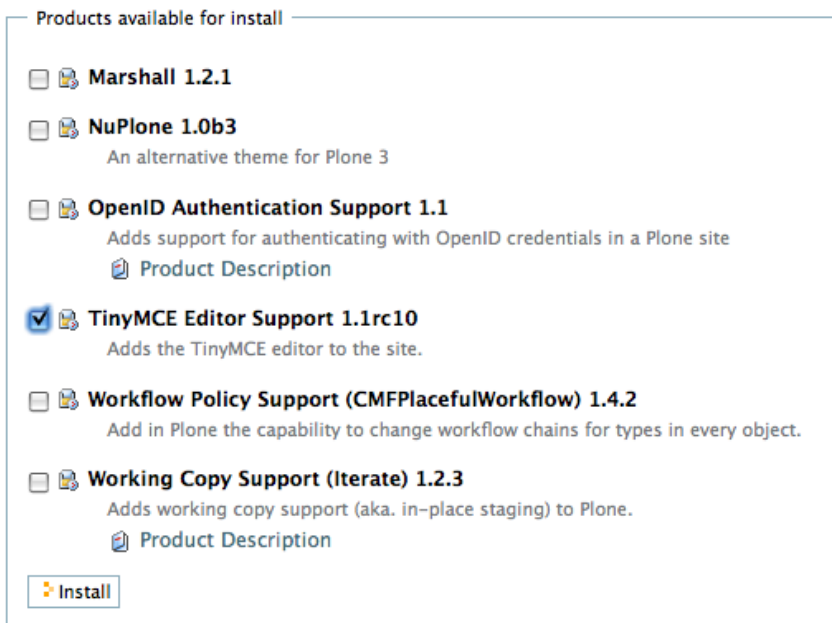 Products available for install
Marshall 1.2.1
NuPlone 1.0b3
An alternative theme for Plone 3
OpenID Authentication Support 1.1
Adds support for authenticating with OpenID credentials in a Plone site
Product Description
TinyMCE Editor Support 1.1rc10
Adds the TinyMCE editor to the site.
Workflow Policy Support (CMFPlacefulWorkflow) 1.4.2
Add in Plone the capability to change workflow chains for types in every object.
Working Copy Support (Iterate) 1.2.3
Adds working copy support (aka. in-place staging) to Plone.
Product Description
Install